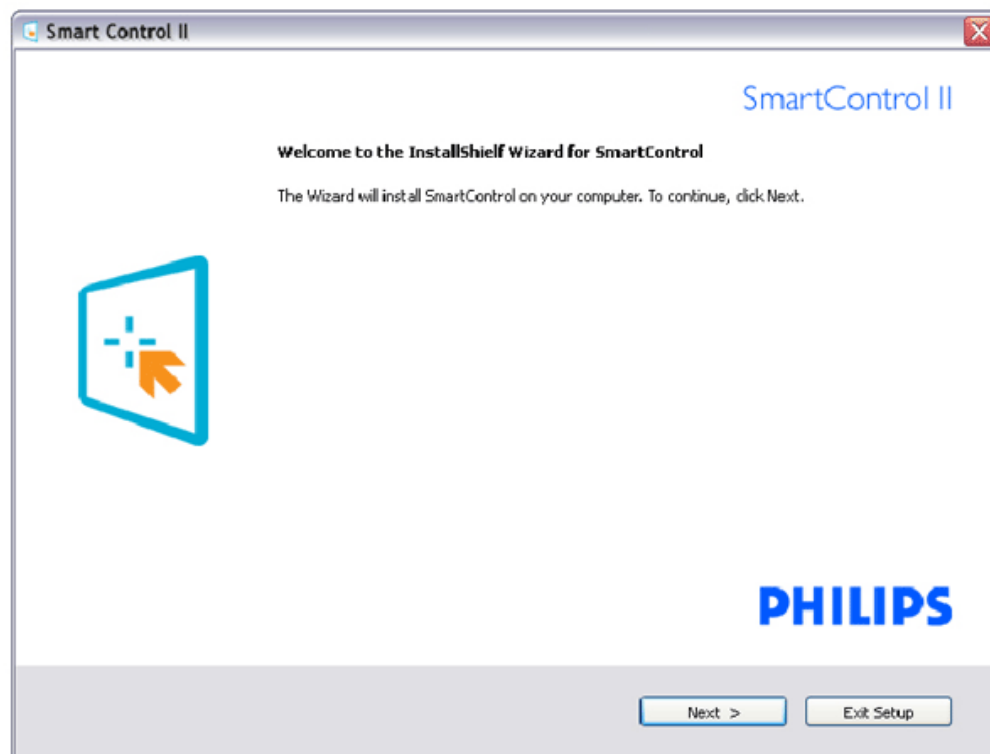 Smart Control II
SmartControl II
Welcome to the InstallShielf Wizard for SmartControl
The Wizard will install SmartControl on your computer. To continue, click Next.
PHILIPS
Next >
Exit Setup